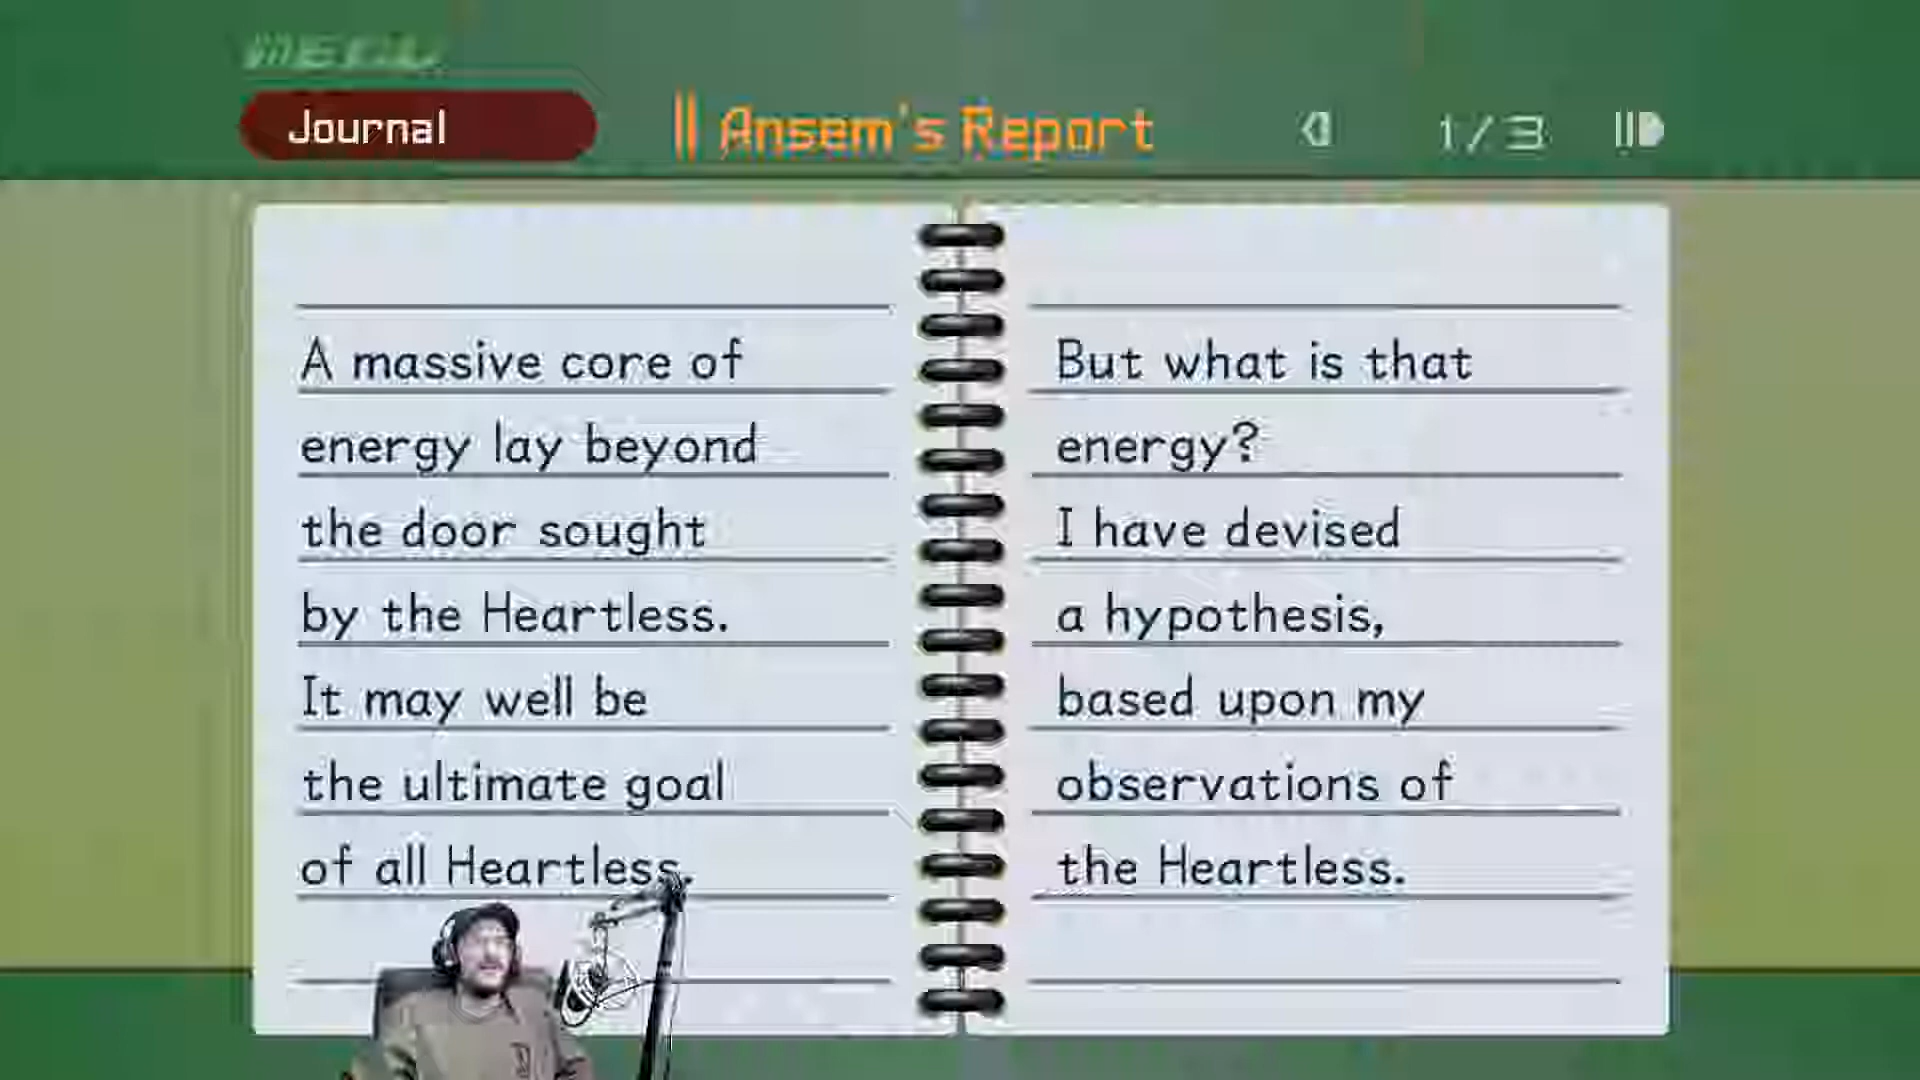 Journal
Ansem's Report
1/3
A massive core of
energy lay beyond
the door sought
by the Heartless.
It may well be
the ultimate goal
of all Heartless.
But what is that
energy?
I have devised
a hypothesis,
based upon my
observations of
the Heartless.